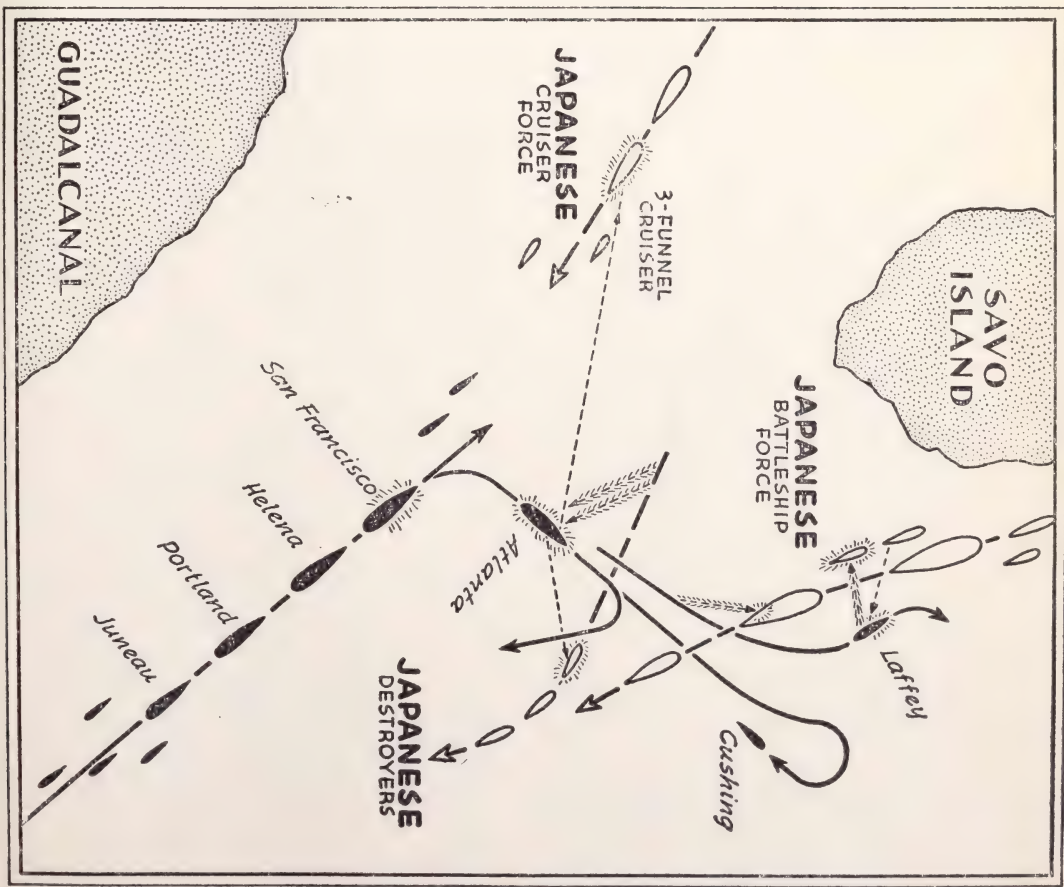 GUADALCANAL
SAVO
ISLAND
JAPANESE
CRUISER
FORCE
3-FUNNEL
CRUISER
JAPANESE
BATTLESHIP
FORCE
San Francisco
Helena
portland
Juneau
Atlanta
Laffey
Cushing
JAPANESE
DESTROYERS